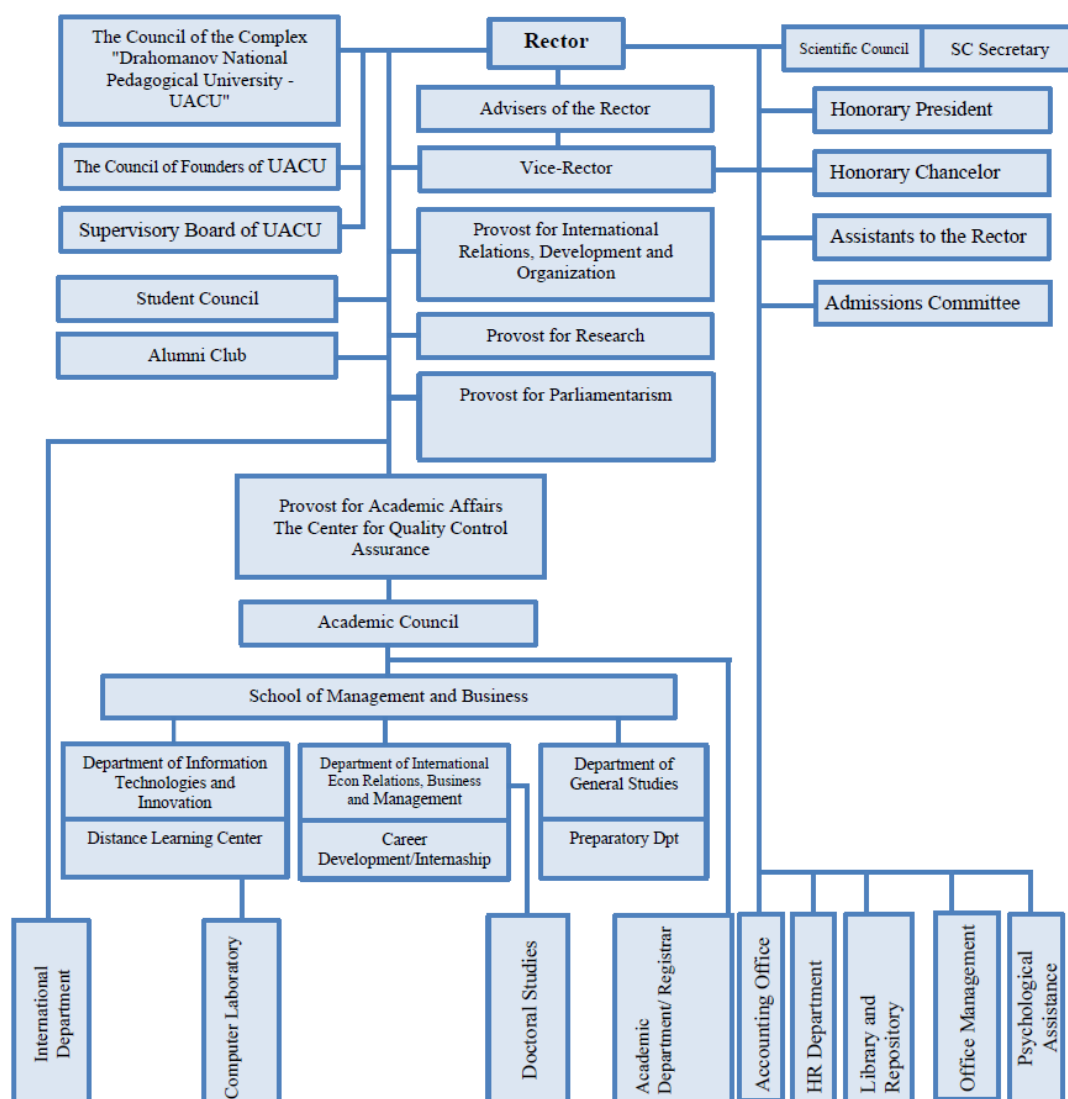 The Council of the Complex
"Drahomanov National
Pedagogical University -
UACU"
Rector
Scientific Council
SC Secretary
Advisers of the Rector
Honorary President
The Council of Founders of UACU
Vice-Rector
Honorary Chancelor
Supervisory Board of UACU
Provost for International
Relations, Development and
Organization
Assistants to the Rector
Student Council
Admissions Committee
Alumni Club
Provost for Research
Provost for Parliamentarism
Provost for Academic Affairs
The Center for Quality Control
Assurance
Academic Council
School of Management and Business
Department of Information
Technologies and
Innovation
Distance Learning Center
Department of International
Econ Relations, Business
and Management
Career
Development/Internaship
Department of
General Studies
Preparatory Dpt
International
Department
Computer Laboratory
Doctoral Studies
Academic
Department/ Registrar
Accounting Office
HR Department
Library and
Repository
Office Management
Psychological
Assistance